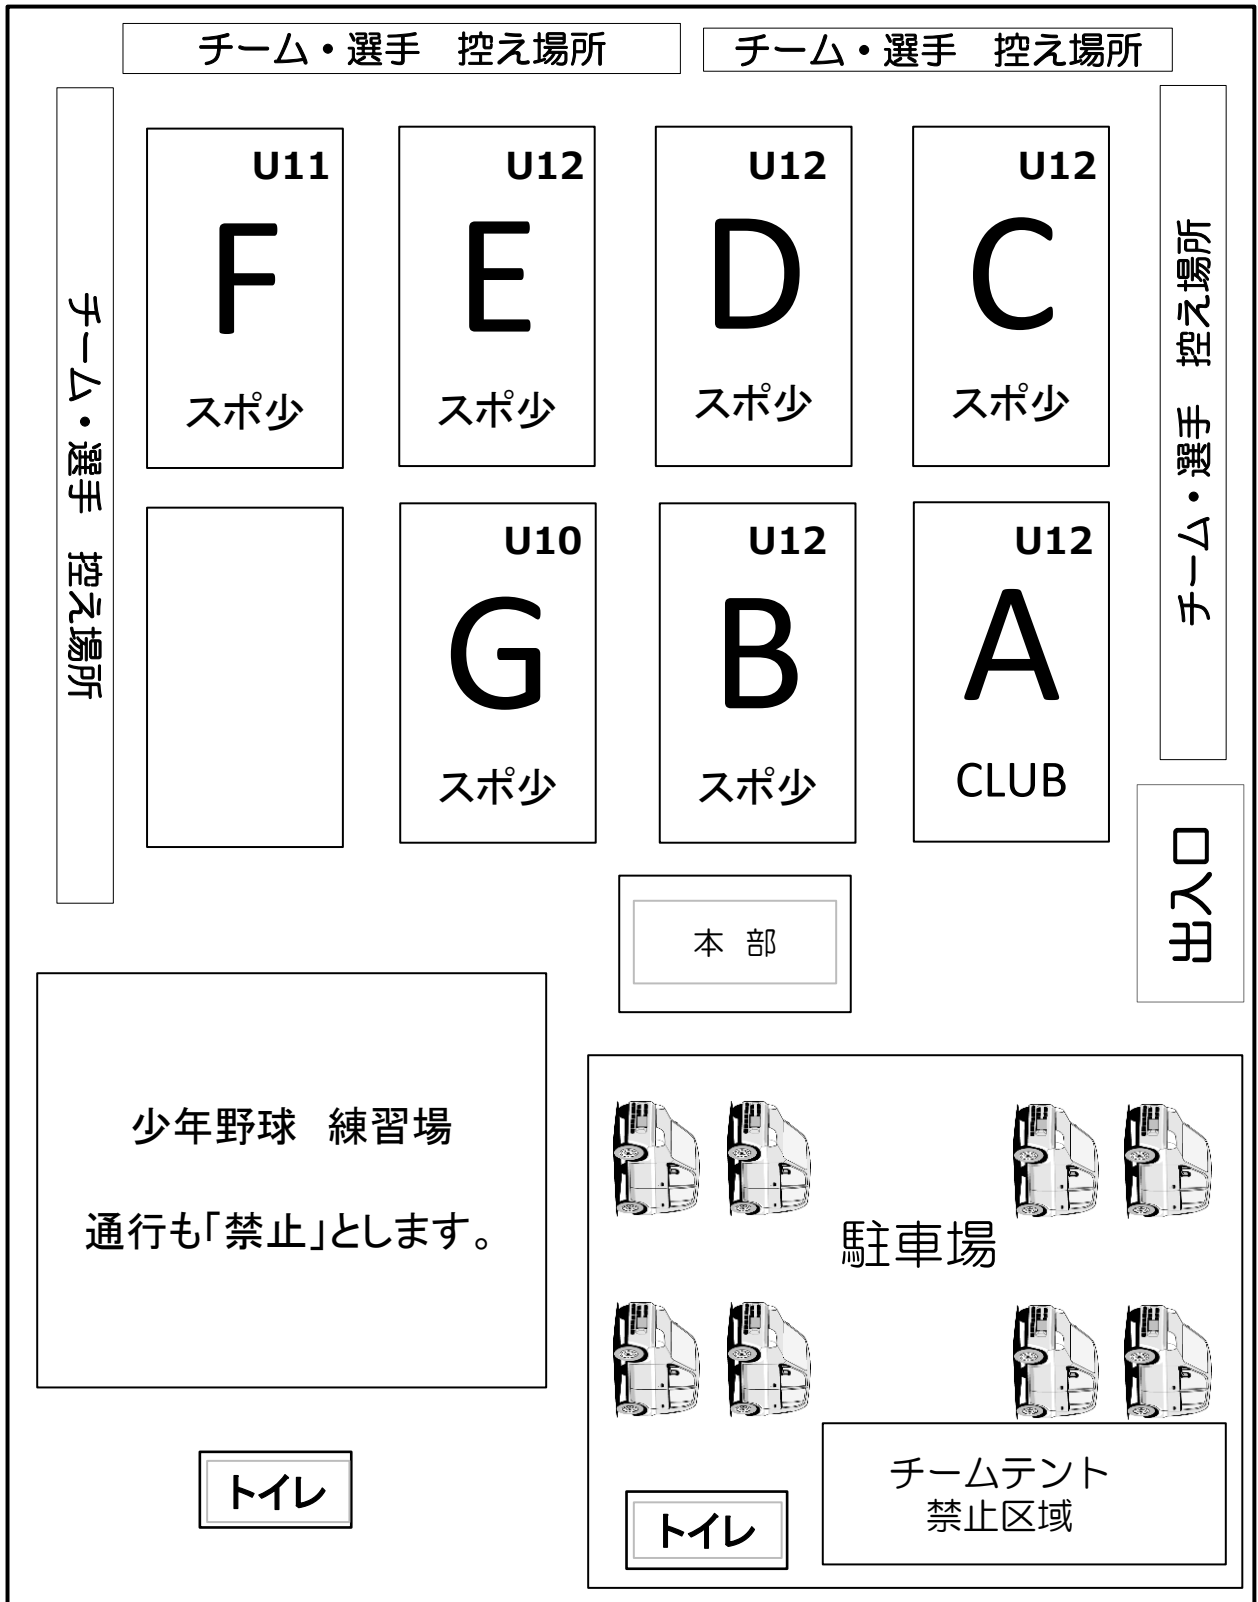 チーム・選手　控え場所
チーム・選手　控え場所
チーム・選手　控え場所
チーム・選手　控え場所
U11
F
スポ少
U12
E
スポ少
U12
D
スポ少
U12
C
スポ少
U10
G
スポ少
U12
B
スポ少
U12
A
CLUB
出入口
本 部
少年野球　練習場
通行も「禁止」とします。
駐車場
トイレ
トイレ
チームテント
禁止区域